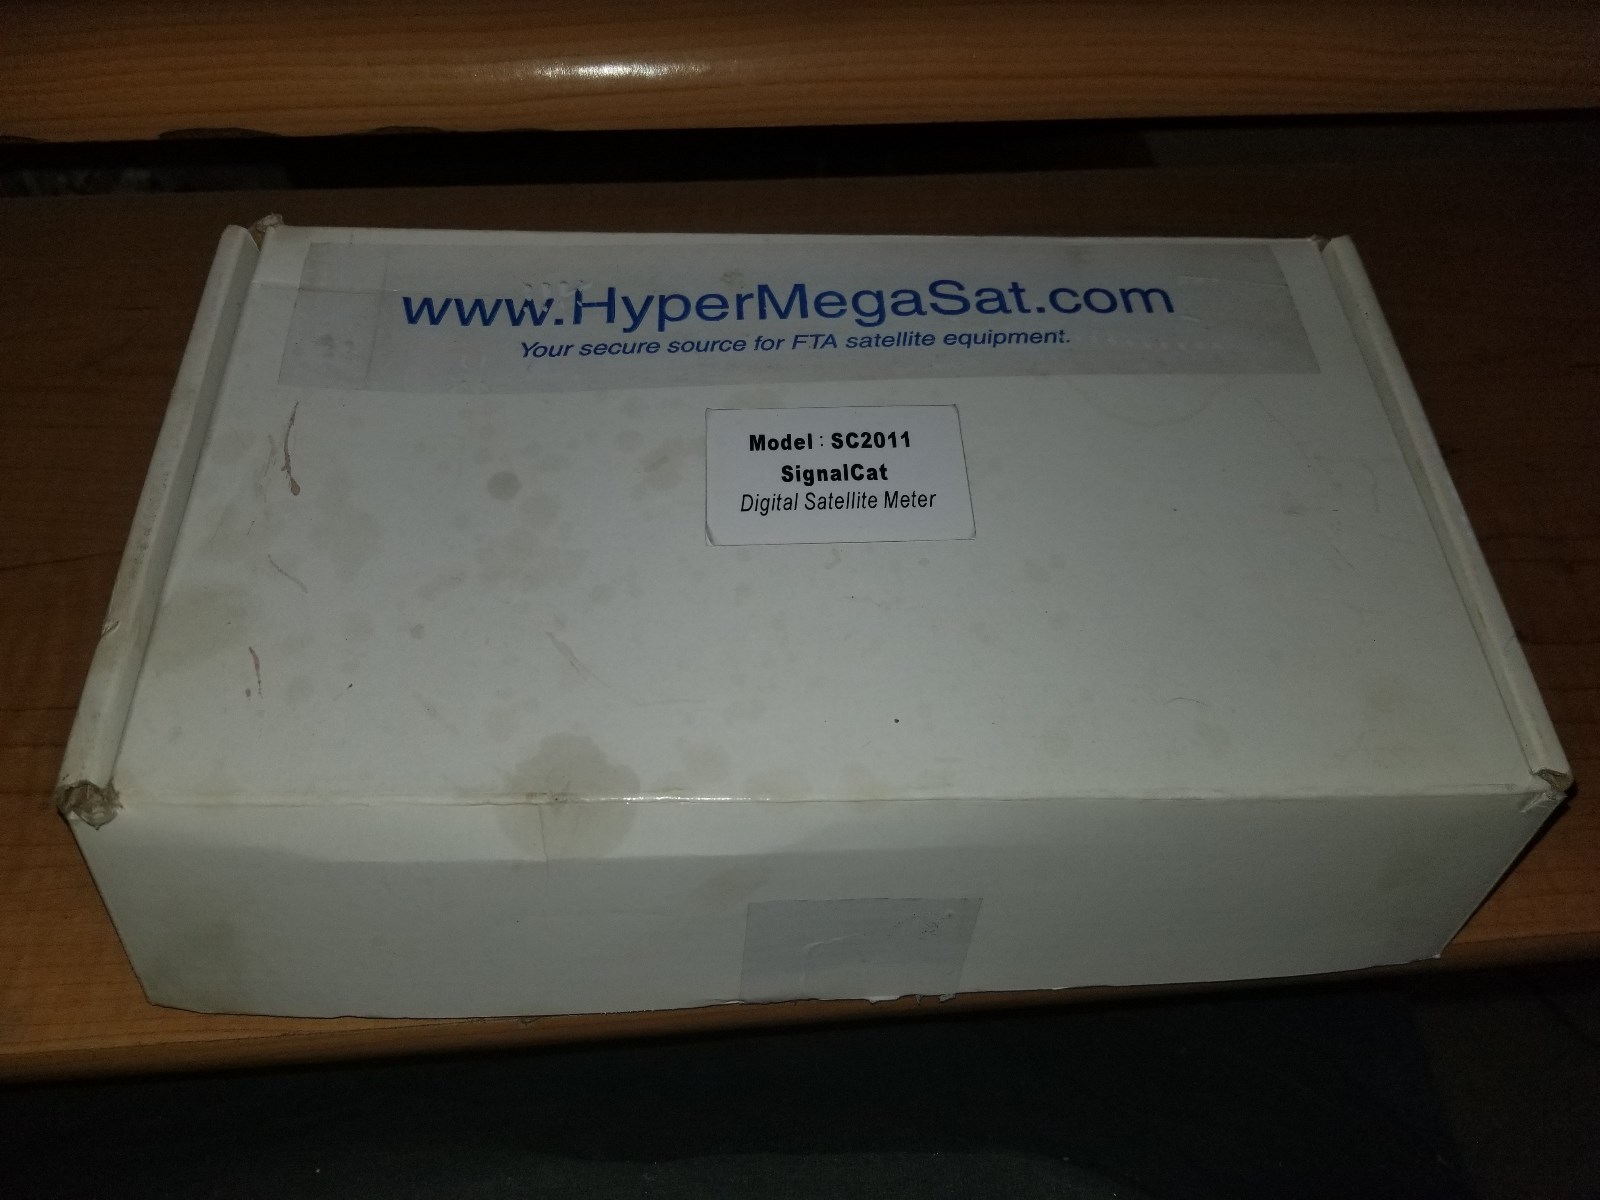 www.HyperMegaSat.com
Your secure source for FTA satellite equipment.
Model : SC2011
SignalCat
Digital Satellite Meter